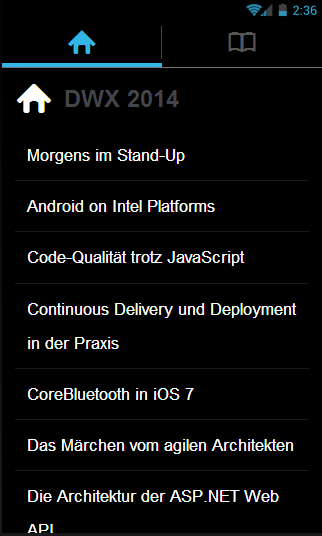 2:36
DWX 2014
Morgens im Stand-Up
Android on Intel Platforms
Code-Qualität trotz JavaScript
Continuous Delivery und Deployment
in der Praxis
CoreBluetooth in iOS 7
Das Märchen vom agilen Architekten
Die Architektur der ASP.NET Web
API